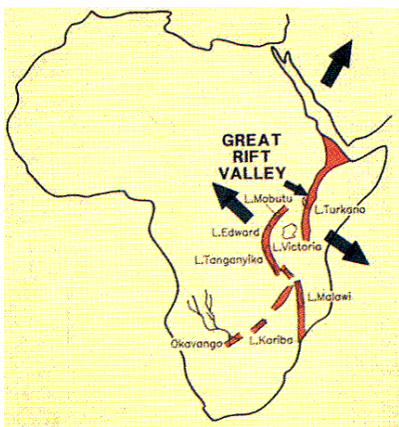 GREAT
RIFT
VALLEY
L.Mobutu
L.Turkana
L.Edward
L.Victoria
L.Tanganyika
L.Malawi
Okavango
L.Kariba